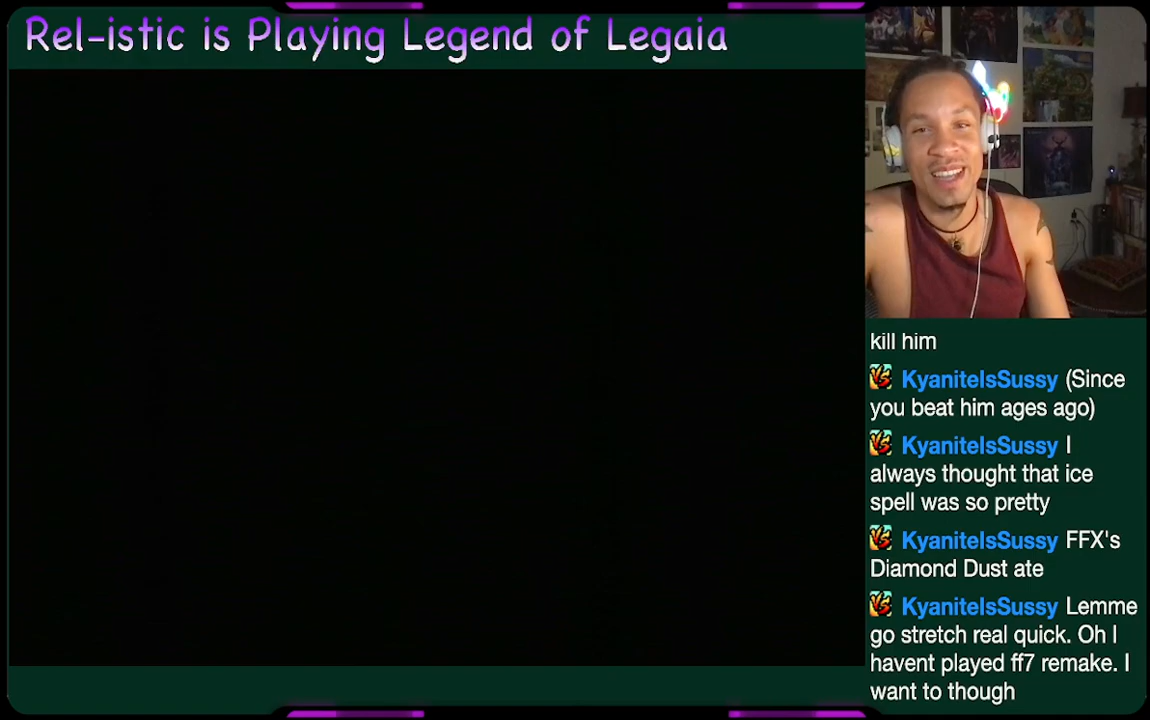 Rel-istic is Playing Legend of Legaia
kill him
KyaniteIsSussy (Since
you beat him ages ago)
KyaniteIsSussy I
always thought that ice
spell was so pretty
KyaniteIsSussy FFX's
Diamond Dust ate
KyaniteIsSussy Lemme
go stretch real quick. Oh I
havent played ff7 remake. I
want to though